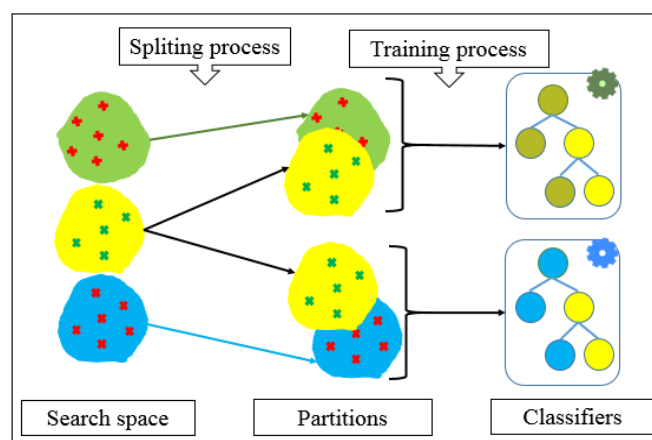 Spliting process
Training process
Search space
Partitions
Classifiers